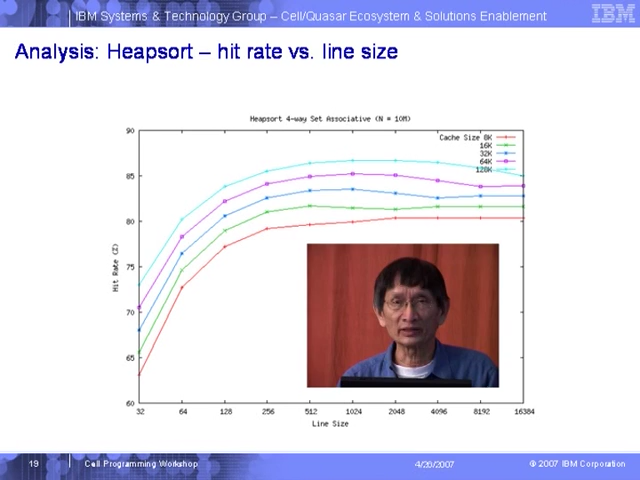 IBM Systems & Technology Group – Cell/Quasar Ecosystem & Solutions Enablement
IBM
Analysis: Heapsort – hit rate vs. line size
Heapsort 4-way Set Associative (N = 10M)
Cache Size 8K
16K
32K
64K
128K
90
85
80
75
70
65
60
Hit Rate (%)
32 64 128 256 512 1024 2048 4096 8192 16384
Line Size
19 Cell Programming Workshop 4/26/2007 © 2007 IBM Corporation